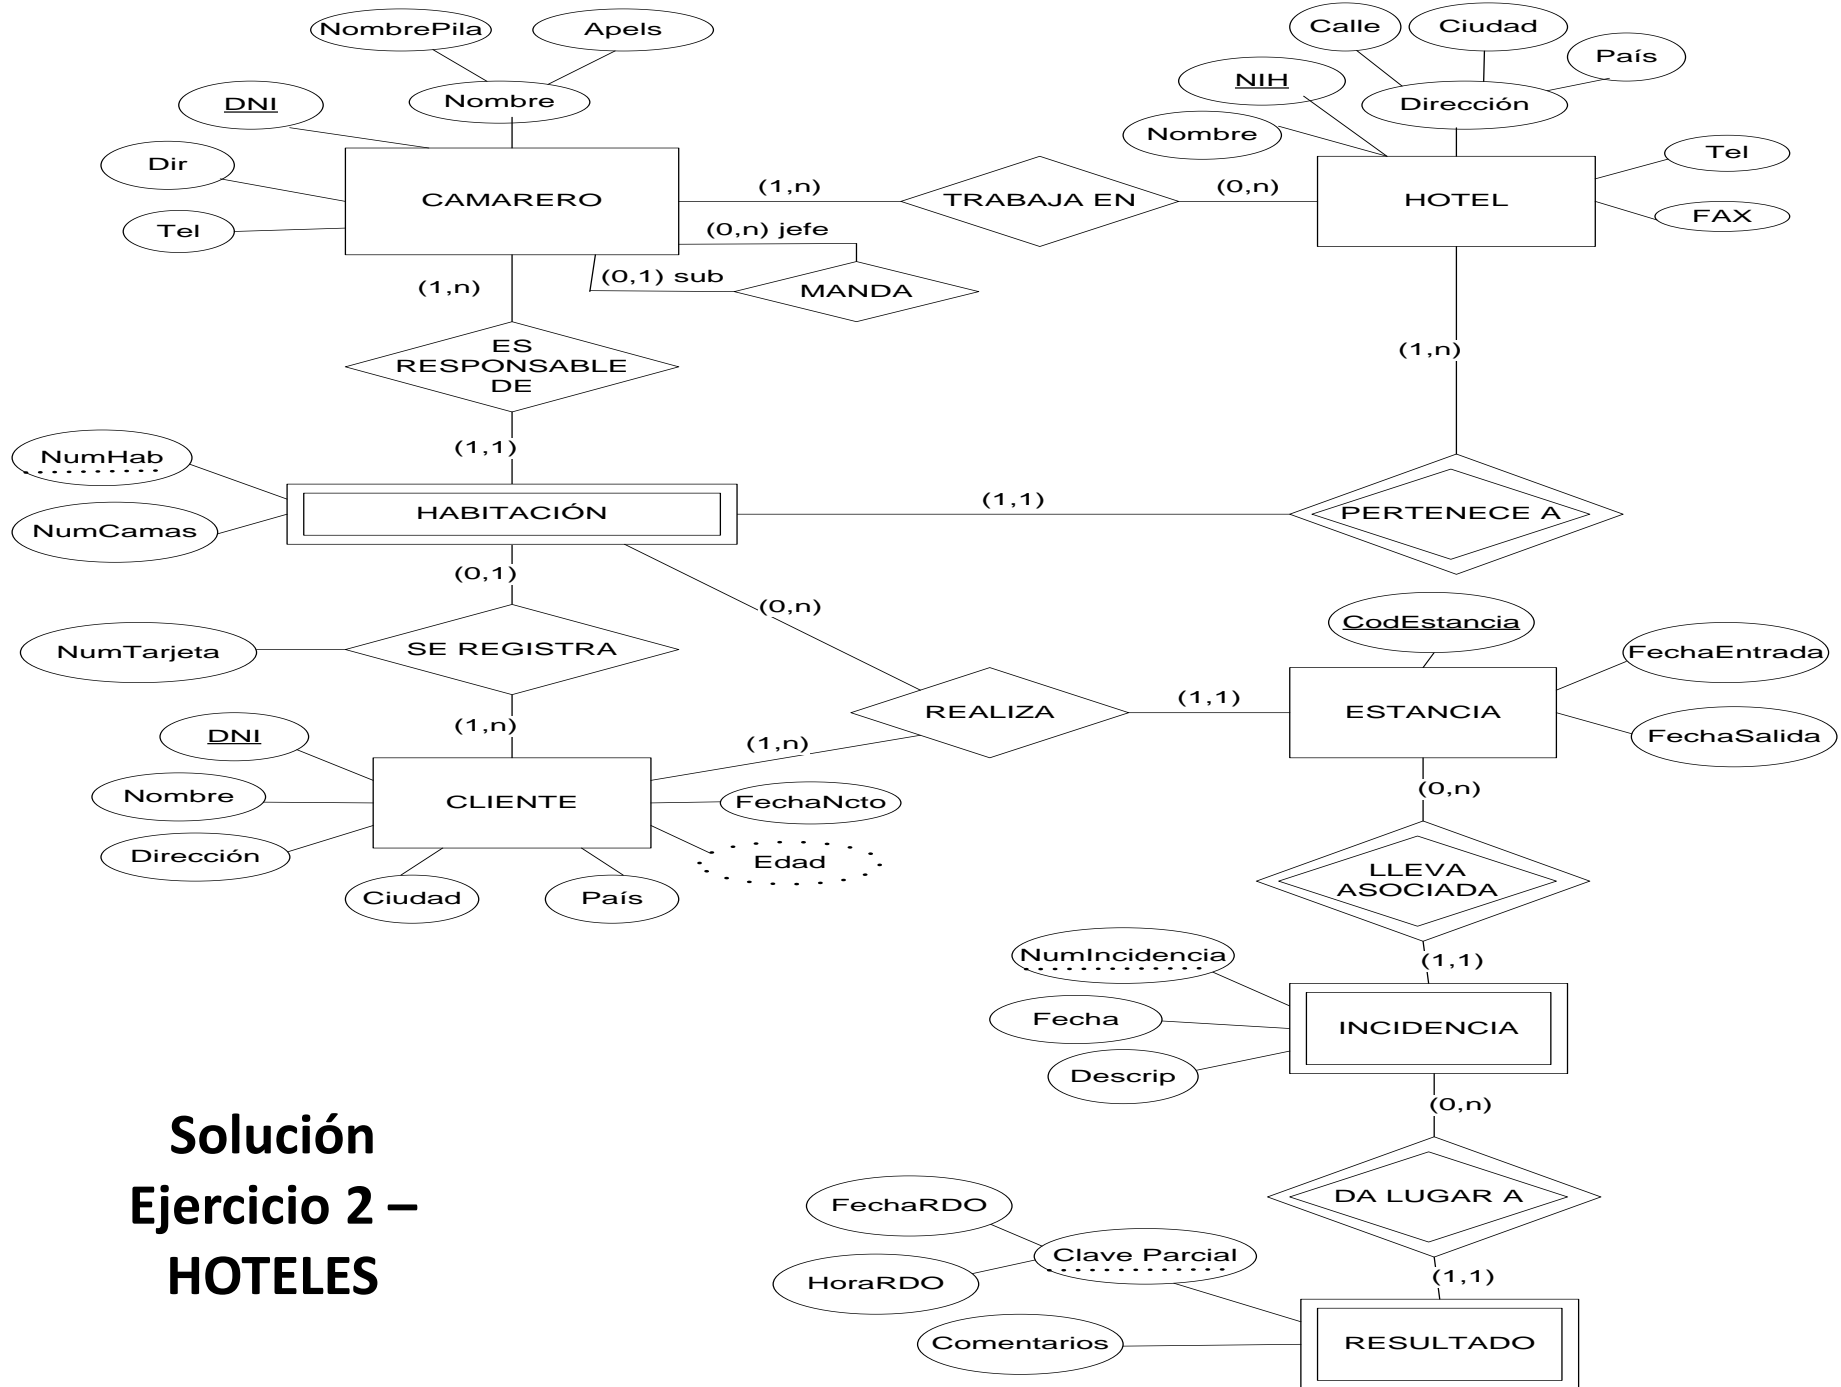 NombrePila
Apels
Calle
Ciudad
País
DNI
Nombre
NIH
Dirección
Nombre
Dir
Tel
CAMARERO
(1,n)
TRABAJA EN
(0,n)
HOTEL
Tel
FAX
(0,n) jefe
(0,1) sub
MANDA
(1,n)
ES
RESPONSABLE
DE
(1,n)
(1,1)
NumHab
NumCamas
HABITACIÓN
(1,1)
PERTENECE A
(0,1)
(0,n)
NumTarjeta
SE REGISTRA
CodEstancia
FechaEntrada
REALIZA
(1,1)
ESTANCIA
FechaSalida
(1,n)
(1,n)
DNI
Nombre
Dirección
CLIENTE
FechaNcto
Edad
Ciudad
País
(0,n)
LLEVA
ASOCIADA
(1,1)
NumIncidencia
Fecha
Descrip
INCIDENCIA
(0,n)
DA LUGAR A
(1,1)
FechaRDO
HoraRDO
Clave Parcial
Comentarios
RESULTADO
Solución
Ejercicio 2 –
HOTELES